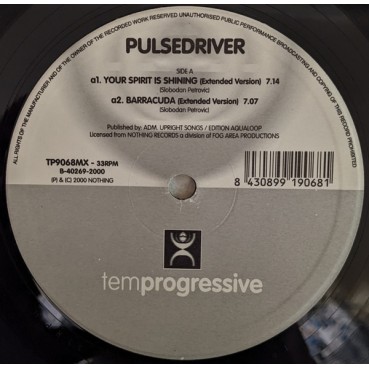 ALL RIGHTS OF THE MANUFACTURER AND OF THE OWNER OF THE RECORDED WORK RESERVED UNAUTHORISED PUBLIC PERFORMANCE BROADCASTING AND COPYING OF THIS RECORD PROHIBITED
PULSEDRIVER
SIDE A
a1. YOUR SPIRIT IS SHINING (Extended Version) 7.14
(Slobodan Petrovic)
a2. BARRACUDA (Extended Version) 7.07
(Slobodan Petrovic)
Published by: ADM. UPRIGHT SONGS / EDITION AQUALOOP
Licensed from NOTHING RECORDS a division of FOG AREA PRODUCTIONS
TP9068MX - 33RPM
B-40269-2000
(P) & (C) 2000 NOTHING
8 430899 190681
temprogressive